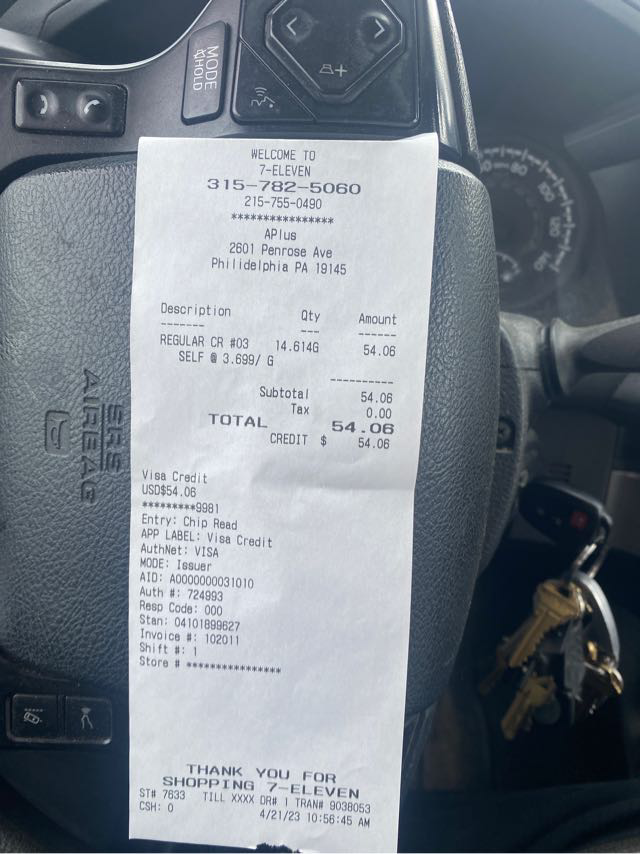 MODE
HOLD
WELCOME TO
7-ELEVEN
315-782-5060
215-755-0490
****************
APlus
2601 Penrose Ave
Philidelphia PA 19145
Description Qty Amount
------- --- ------
REGULAR CR #03 14.614G 54.06
SELF @ 3.699/ G
----------
Subtotal 54.06
Tax 0.00
TOTAL 54.06
CREDIT $ 54.06
Visa Credit
USD$54.06
*********9981
Entry: Chip Read
APP LABEL: Visa Credit
AuthNet: VISA
MODE: Issuer
AID: A0000000031010
Auth #: 724993
Resp Code: 000
Stan: 04101899627
Invoice #: 102011
Shift #: 1
Store # ****************
THANK YOU FOR
SHOPPING 7-ELEVEN
ST# 7633 TILL XXXX DR# 1 TRAN# 9038053
CSH: 0 4/21/23 10:56:45 AM
SRS
AIRBAG
80
100
120
140